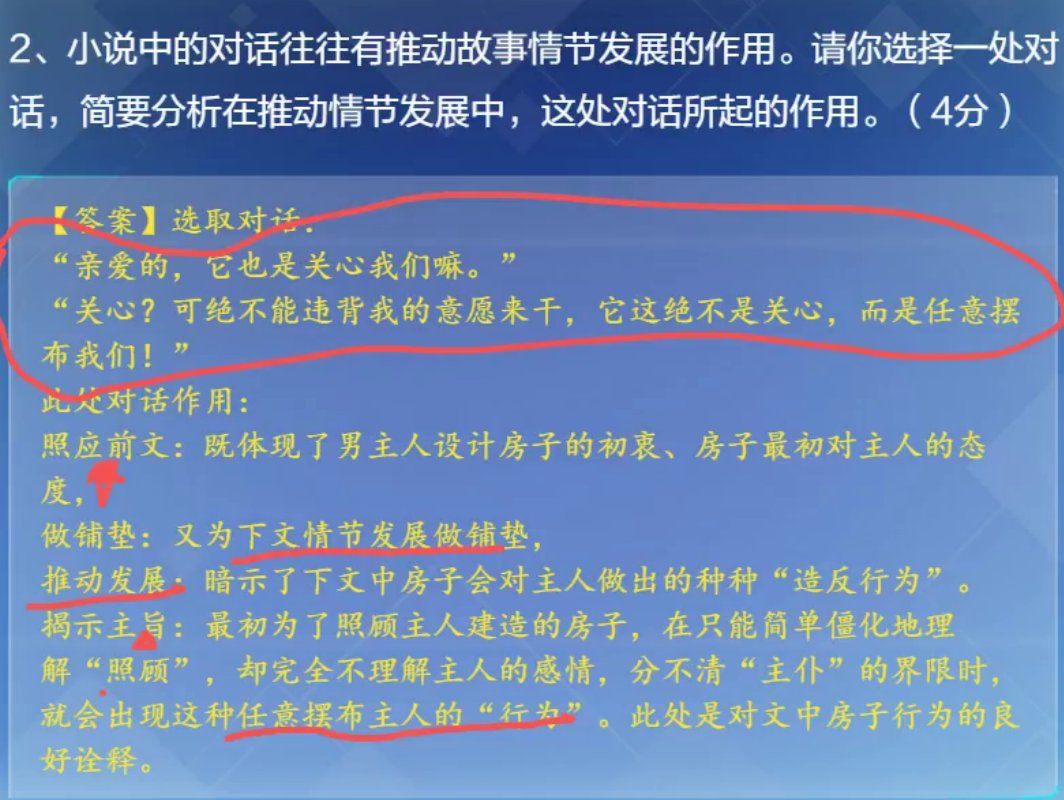 2、小说中的对话往往有推动故事情节发展的作用。请你选择一处对
话，简要分析在推动情节发展中，这处对话所起的作用。（4分）
【答案】选取对话：
“亲爱的，它也是关心我们嘛。”
“关心？可绝不能违背我的意愿来干，它这绝不是关心，而是任意摆
布我们！”
此处对话作用：
照应前文：既体现了男主人设计房子的初衷、房子最初对主人的态
度，
做铺垫：又为下文情节发展做铺垫，
推动发展：暗示了下文中房子会对主人做出的种种“造反行为”。
揭示主旨：最初为了照顾主人建造的房子，在只能简单僵化地理
解“照顾”，却完全不理解主人的感情，分不清“主仆”的界限时，
就会出现这种任意摆布主人的“行为”。此处是对文中房子行为的良
好诠释。